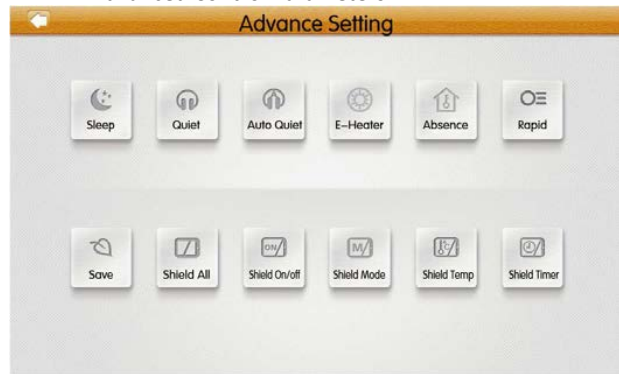 Advance Setting
Sleep
Quiet
Auto Quiet
E-Heater
Absence
Rapid
ON/
M/
°C/
Save
Shield All
Shield On/off
Shield Mode
Shield Temp
Shield Timer